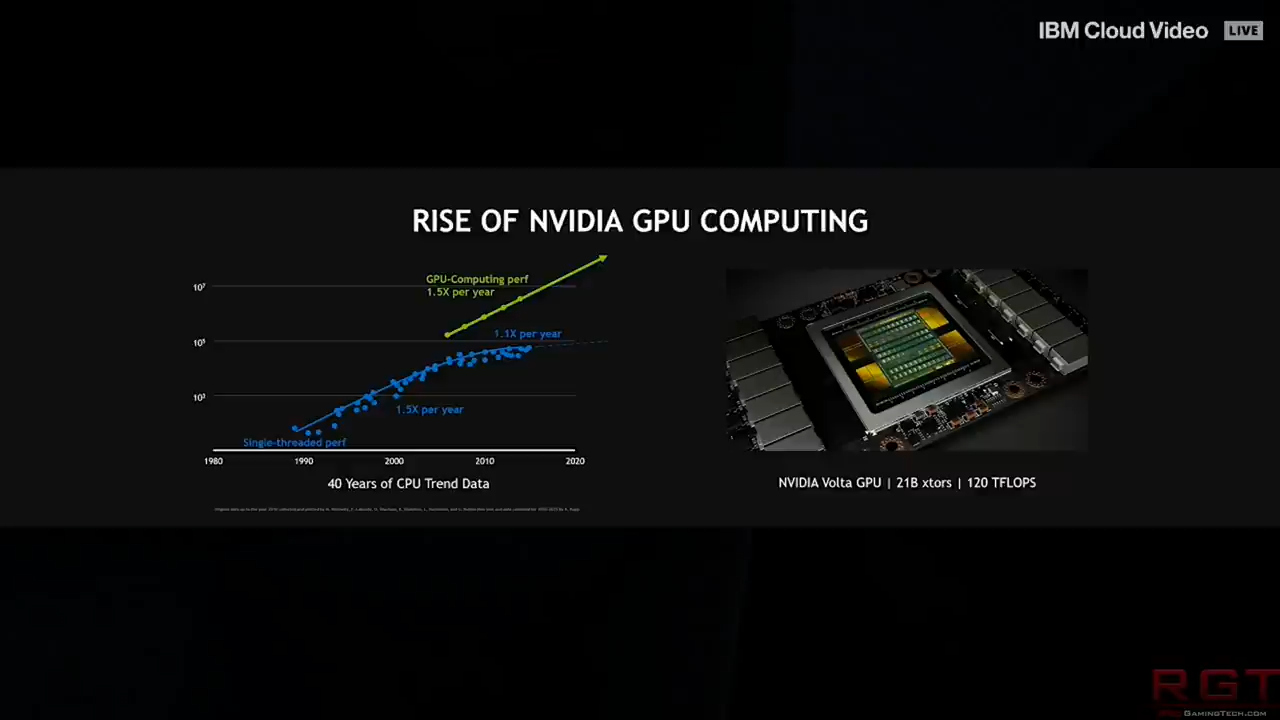 IBM Cloud Video LIVE
RISE OF NVIDIA GPU COMPUTING
GPU-Computing perf
1.5X per year
10⁷
1.1X per year
10⁵
10³
1.5X per year
Single-threaded perf
1980 1990 2000 2010 2020
40 Years of CPU Trend Data
NVIDIA Volta GPU | 21B xtors | 120 TFLOPS
RGT
GAMINGTECH.COM